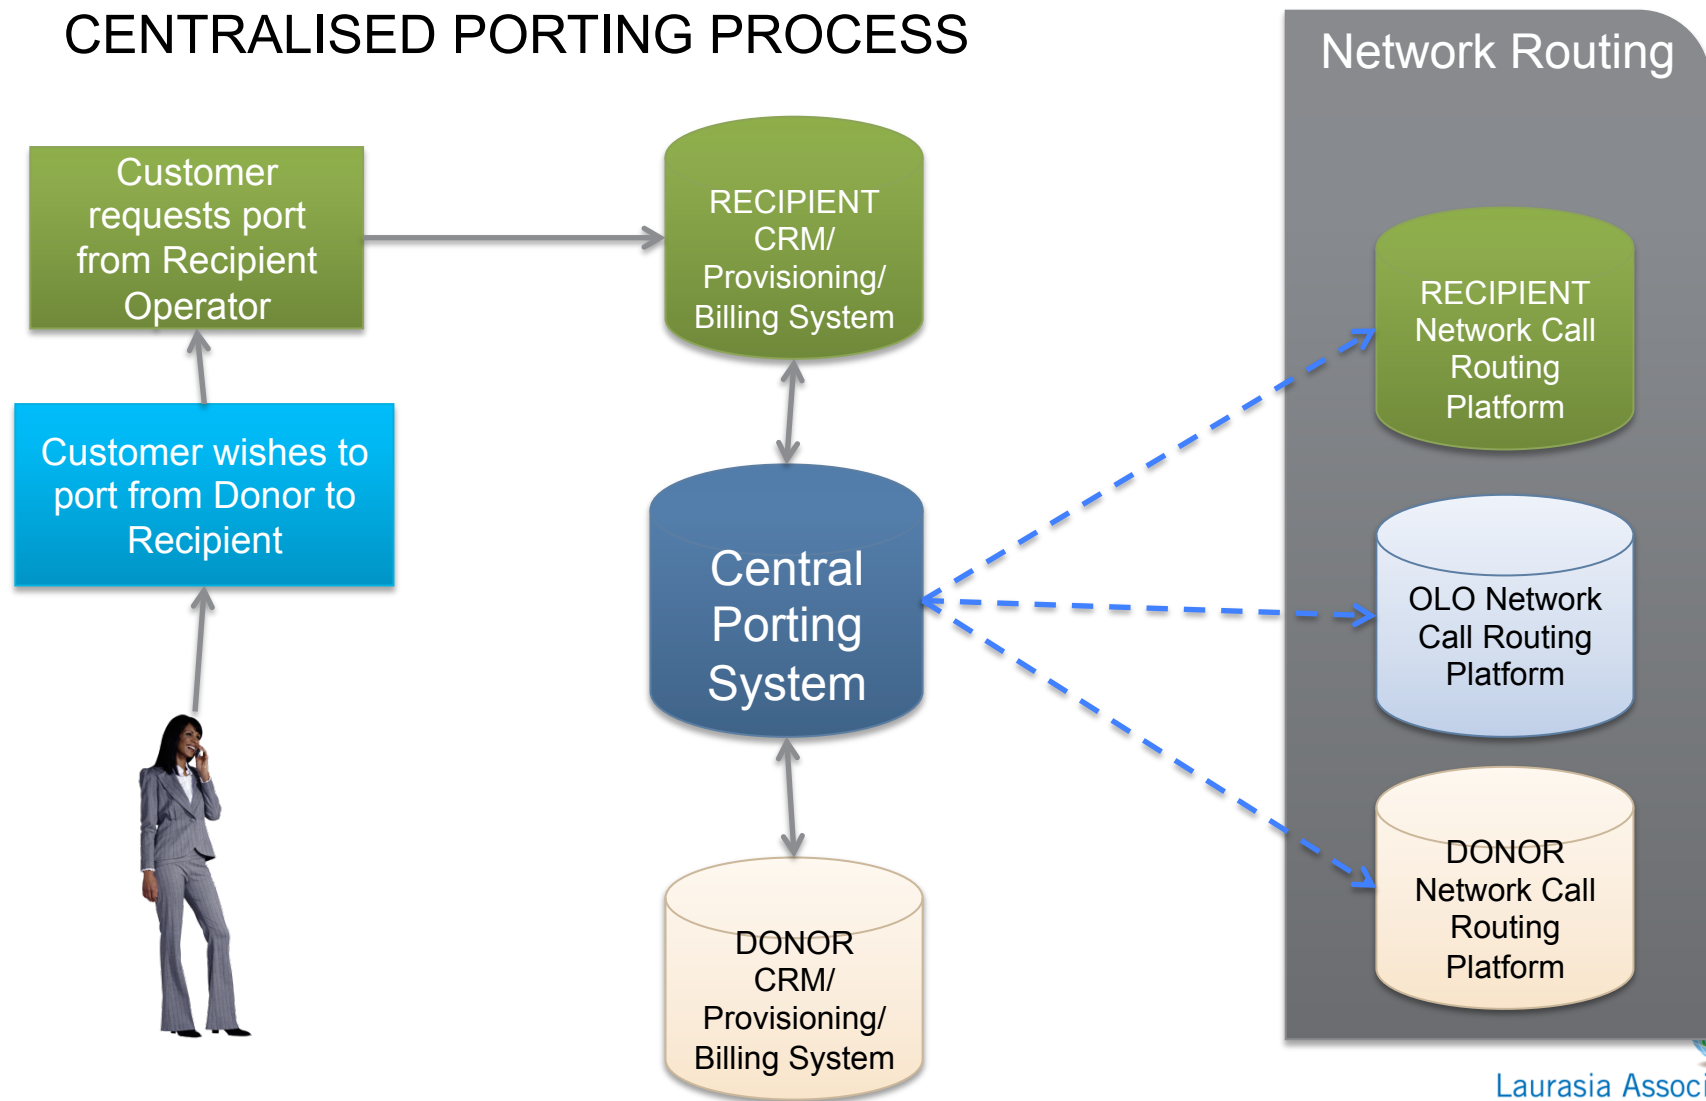 CENTRALISED PORTING PROCESS
Network Routing
Customer
requests port
from Recipient
Operator
RECIPIENT
CRM/
Provisioning/
Billing System
RECIPIENT
Network Call
Routing
Platform
Customer wishes to
port from Donor to
Recipient
Central
Porting
System
OLO Network
Call Routing
Platform
DONOR
CRM/
Provisioning/
Billing System
DONOR
Network Call
Routing
Platform
Laurasia Associ